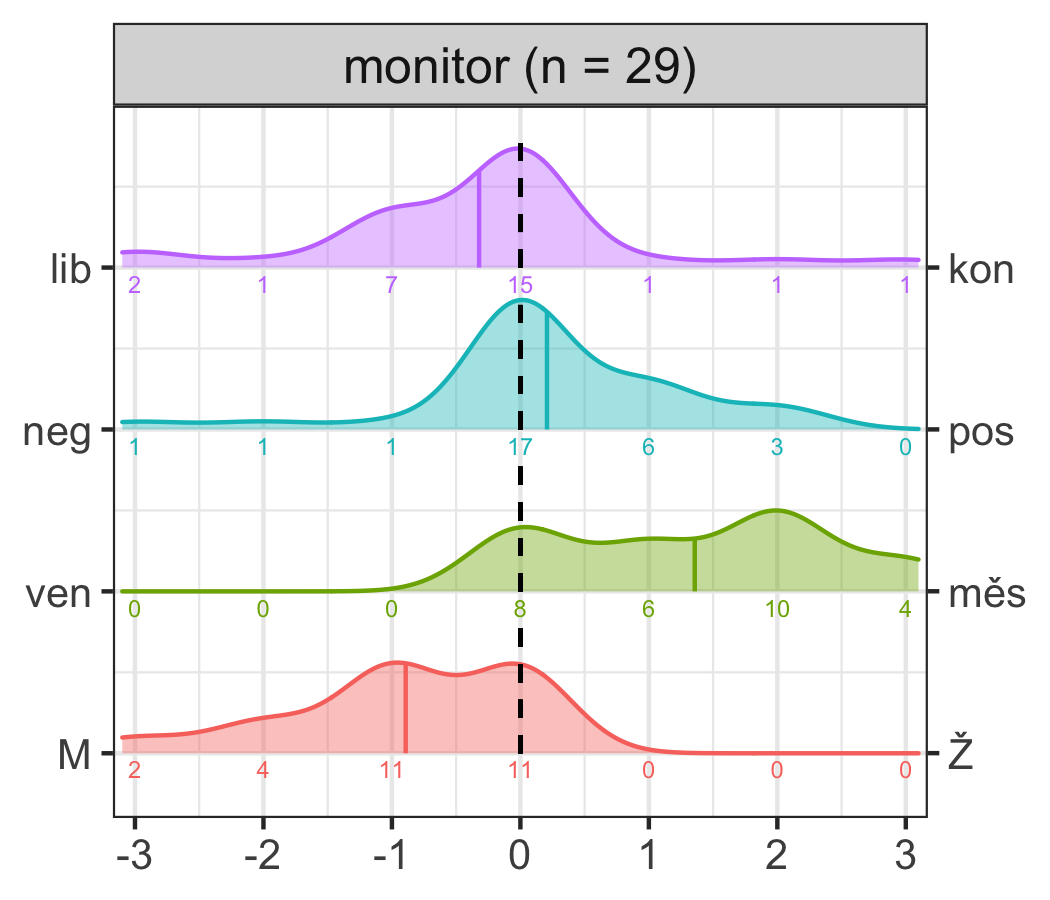 monitor (n = 29)
lib kon
2 1 7 15 1 1 1
neg pos
1 1 1 17 6 3 0
ven měs
0 0 0 8 6 10 4
M Ž
2 4 11 11 0 0 0
-3 -2 -1 0 1 2 3